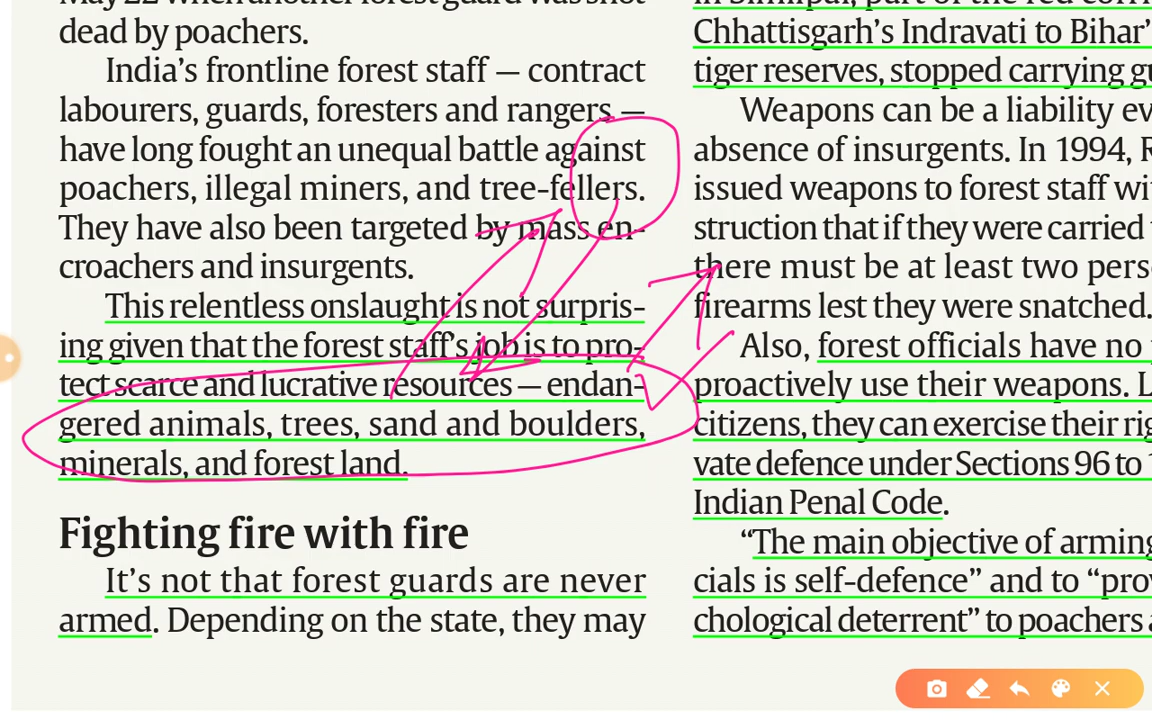 dead by poachers.
India's frontline forest staff — contract
labourers, guards, foresters and rangers —
have long fought an unequal battle against
poachers, illegal miners, and tree-fellers.
They have also been targeted by mass en-
croachers and insurgents.
This relentless onslaught is not surpris-
ing given that the forest staff's job is to pro-
tect scarce and lucrative resources — endan-
gered animals, trees, sand and boulders,
minerals, and forest land.
Fighting fire with fire
It's not that forest guards are never
armed. Depending on the state, they may
Chhattisgarh's Indravati to Bihar'
tiger reserves, stopped carrying
Weapons can be a liability
absence of insurgents. In 1994,
issued weapons to forest staff
struction that if they were carried
there must be at least two
firearms lest they were snatched.
Also, forest officials have no
proactively use their weapons.
citizens, they can exercise their
vate defence under Sections 96 to
Indian Penal Code.
"The main objective of arming
cials is self-defence" and to
chological deterrent" to poachers